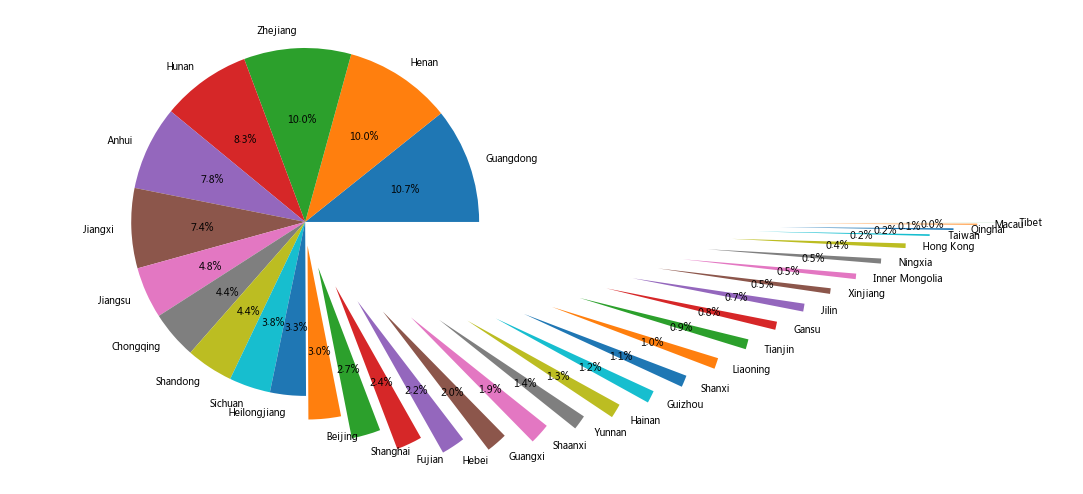 Guangdong
10.7%
Henan
10.0%
Zhejiang
10.0%
Hunan
8.3%
Anhui
7.8%
Jiangxi
7.4%
Jiangsu
4.8%
Chongqing
4.4%
Shandong
4.4%
Sichuan
3.8%
Heilongjiang
3.3%
Beijing
3.0%
Shanghai
2.7%
Fujian
2.4%
Hebei
2.2%
Guangxi
2.0%
Shaanxi
1.9%
Yunnan
1.4%
Hainan
1.3%
Guizhou
1.2%
Shanxi
1.1%
Liaoning
1.0%
Tianjin
0.9%
Gansu
0.8%
Jilin
0.7%
Xinjiang
0.5%
Inner Mongolia
0.5%
Ningxia
0.5%
Hong Kong
0.4%
Taiwan
0.2%
Qinghai
0.2%
Macau
0.1%
Tibet
0.0%